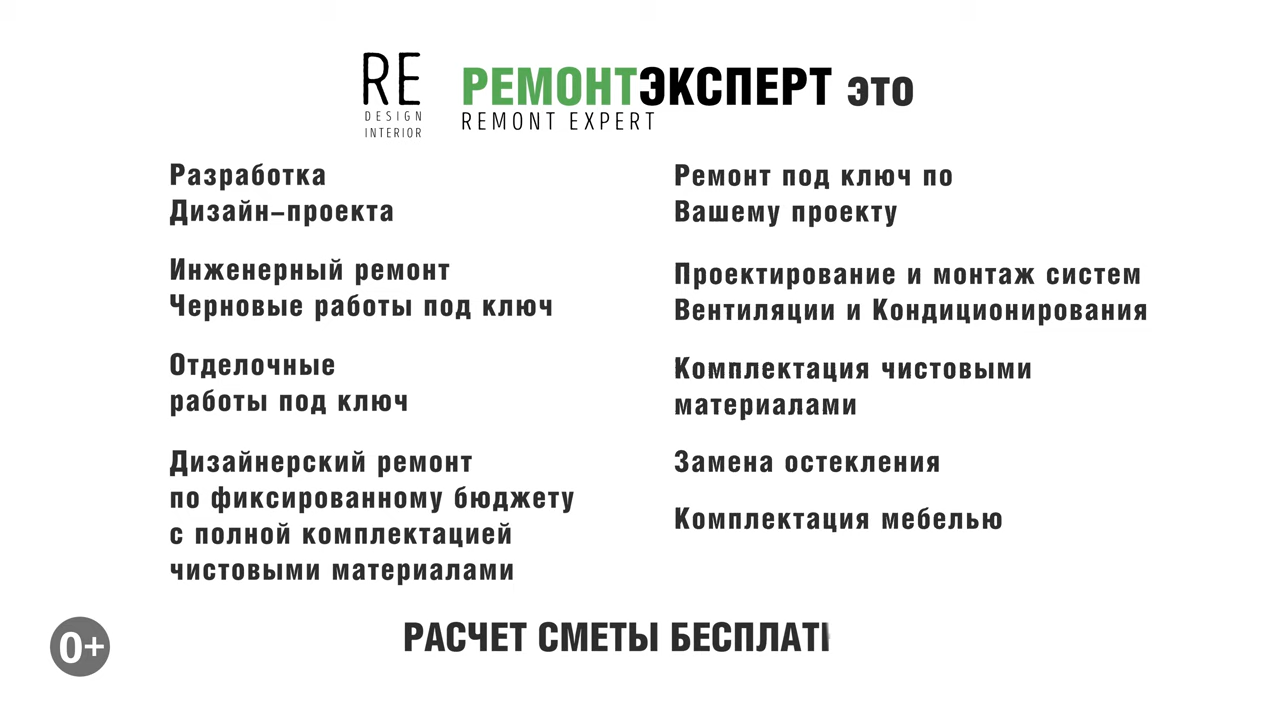 RE
DESIGN
INTERIOR
РЕМОНТЭКСПЕРТ это
REMONT EXPERT
Разработка
Дизайн-проекта
Инженерный ремонт
Черновые работы под ключ
Отделочные
работы под ключ
Дизайнерский ремонт
по фиксированному бюджету
с полной комплектацией
чистовыми материалами
Ремонт под ключ по
Вашему проекту
Проектирование и монтаж систем
Вентиляции и Кондиционирования
Комплектация чистовыми
материалами
Замена остекления
Комплектация мебелью
РАСЧЕТ СМЕТЫ
0+